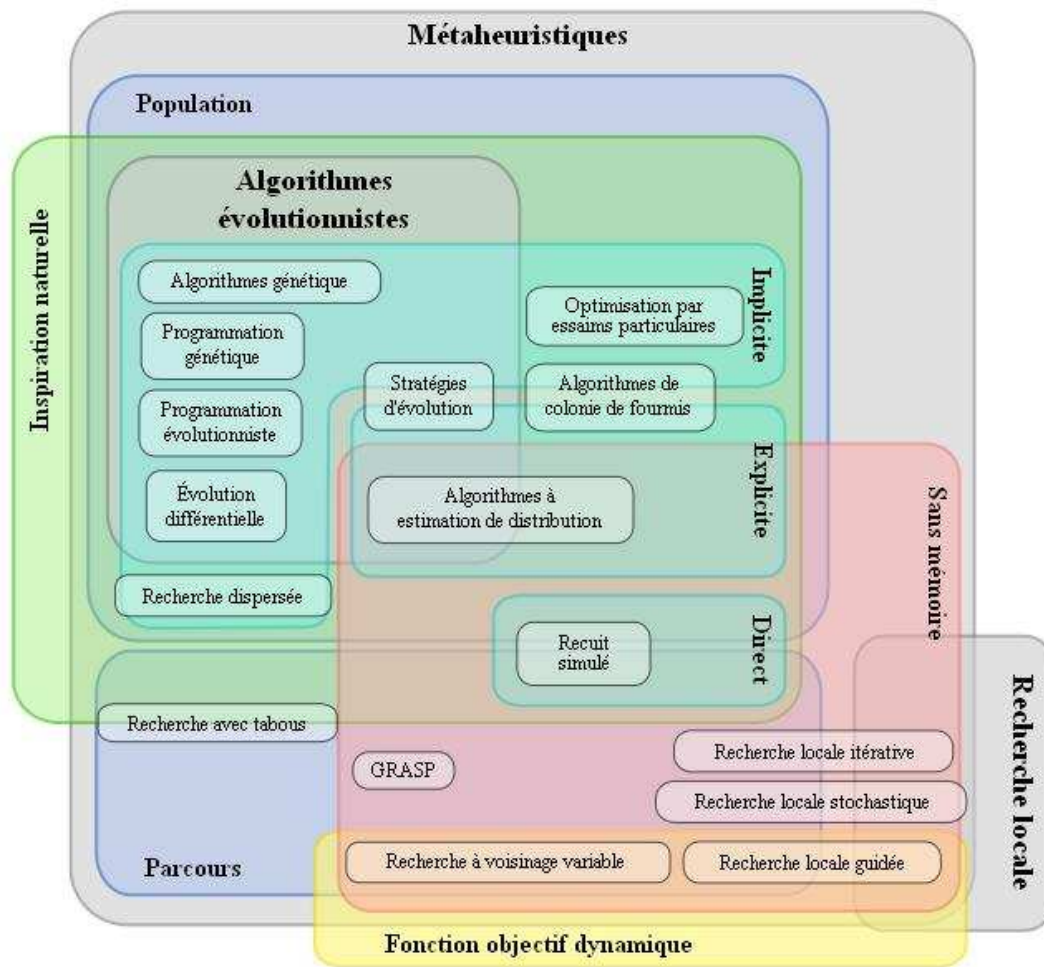 Métaheuristiques
Population
Inspiration naturelle
Algorithmes
évolutionnistes
Algorithmes génétique
Programmation
génétique
Programmation
évolutionniste
Évolution
différentielle
Recherche dispersée
Stratégies
d'évolution
Optimisation par
essaims particulaires
Algorithmes de
colonie de fourmis
Implicite
Algorithmes à
estimation de distribution
Explicite
Sans mémoire
Recuit
simulé
Direct
Recherche avec tabous
GRASP
Recherche locale itérative
Recherche locale stochastique
Recherche locale
Parcours
Recherche à voisinage variable
Recherche locale guidée
Fonction objectif dynamique